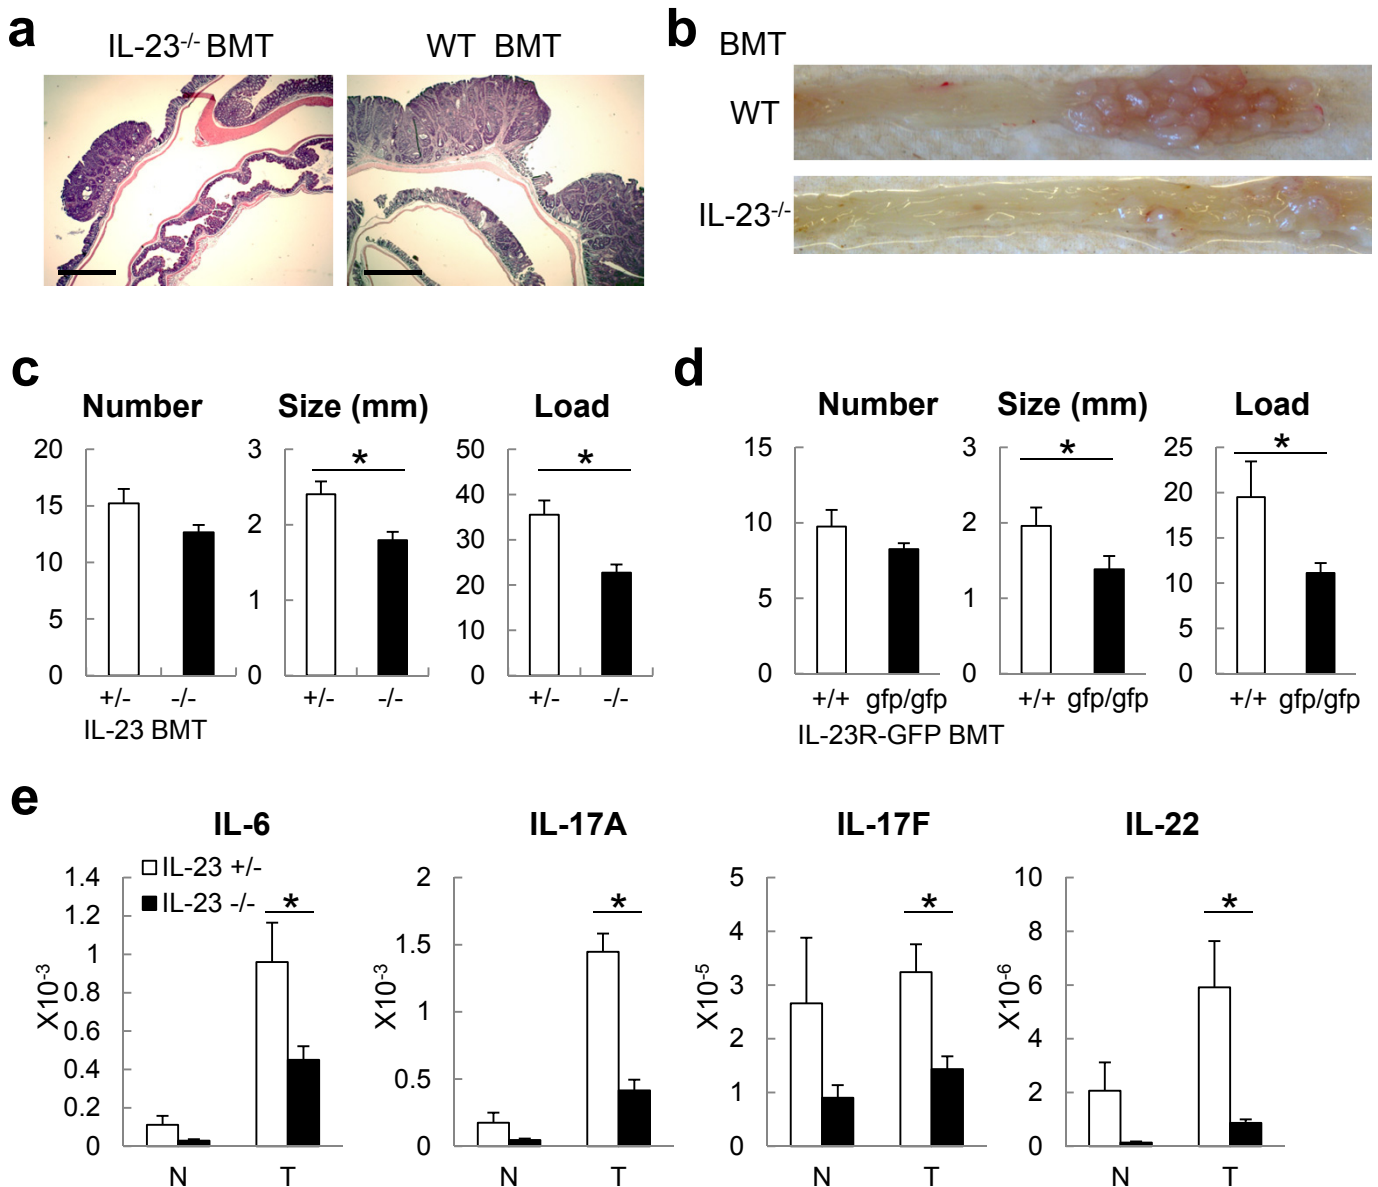 a
IL-23-/- BMT
WT BMT
b
BMT
WT
IL-23-/-
c
Number
Size (mm)
Load
20
15
10
5
0
+/-
-/-
IL-23 BMT
3
2
1
0
+/-
-/-
50
40
30
20
10
0
+/-
-/-
*
*
d
Number
Size (mm)
Load
15
10
5
0
+/+
gfp/gfp
IL-23R-GFP BMT
3
2
1
0
+/+
gfp/gfp
25
20
15
10
5
0
+/+
gfp/gfp
*
*
e
IL-6
IL-17A
IL-17F
IL-22
IL-23 +/-
IL-23 -/-
X10-3
1.4
1.2
1
0.8
0.6
0.4
0.2
0
N
T
*
X10-3
2
1.5
1
0.5
0
N
T
*
X10-5
5
4
3
2
1
0
N
T
*
X10-6
10
8
6
4
2
0
N
T
*